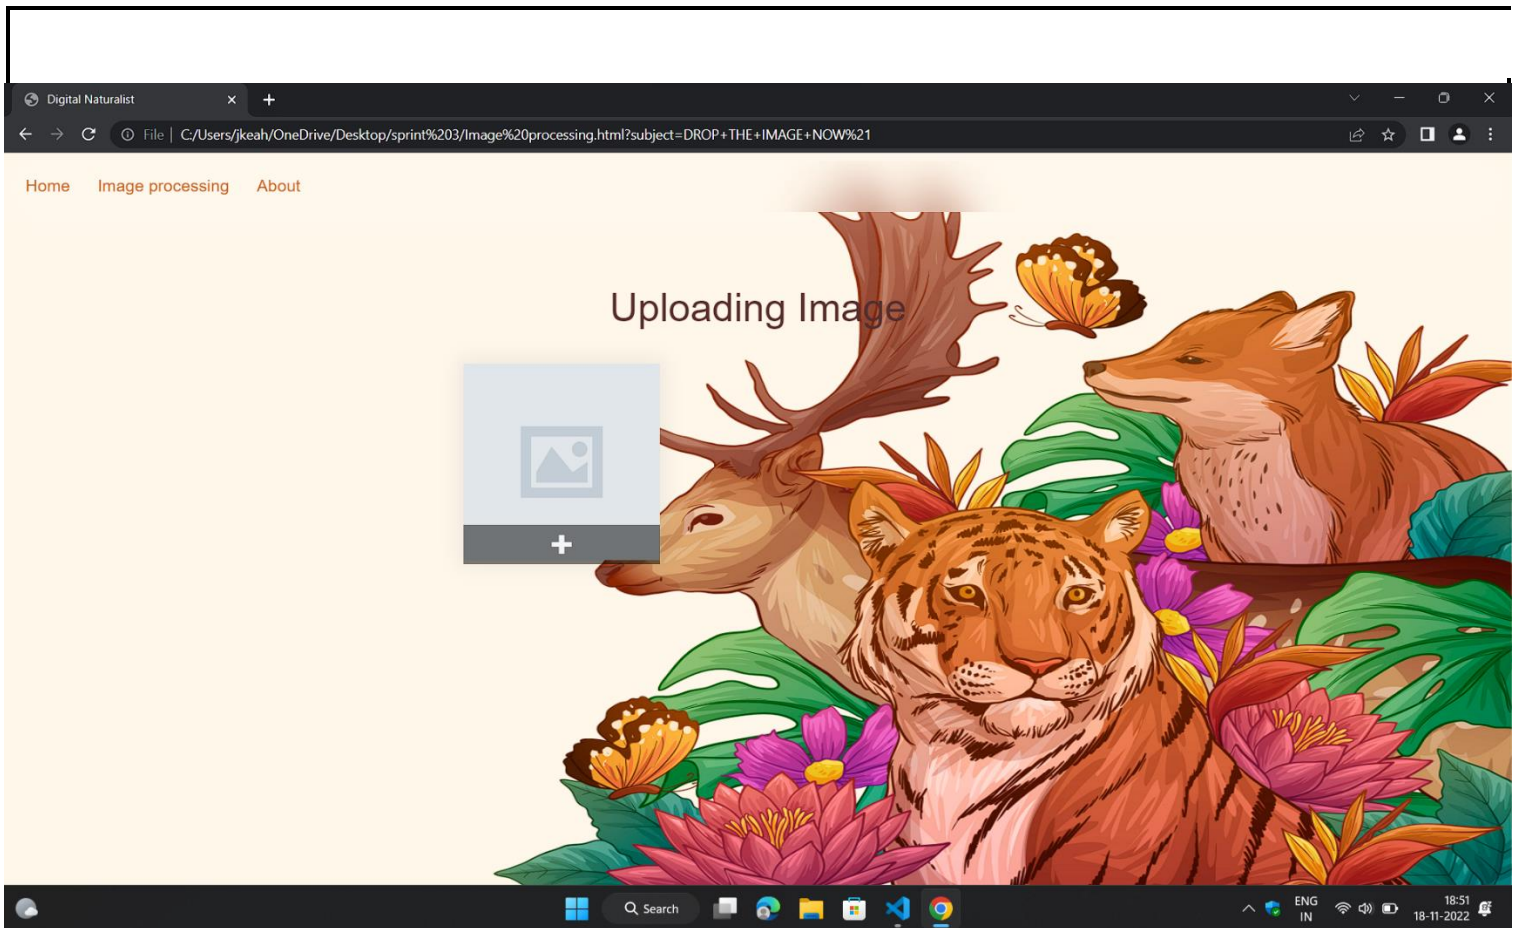 Digital Naturalist
File | C:/Users/jkeah/OneDrive/Desktop/sprint%203/Image%20processing.html?subject=DROP+THE+IMAGE+NOW%21
Home Image processing About
Uploading Image
Search
ENG
IN
18:51
18-11-2022